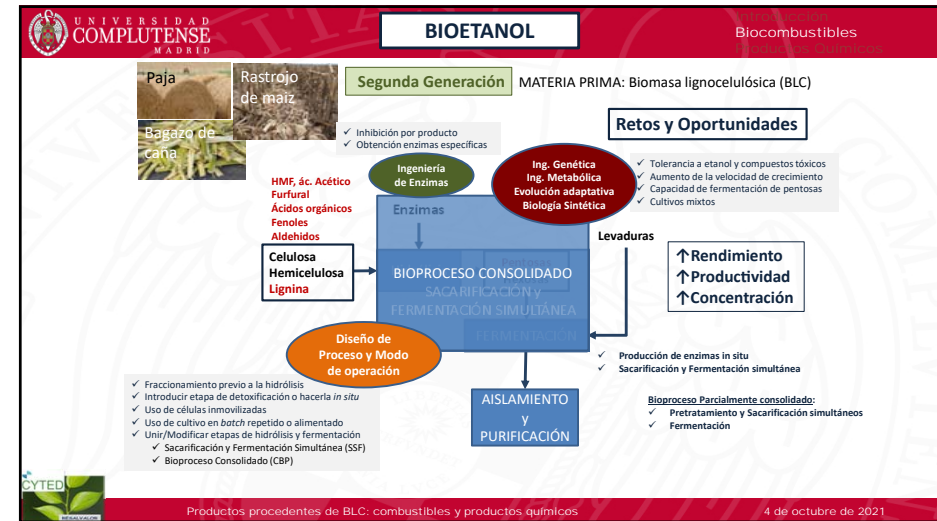 UNIVERSIDAD
COMPLUTENSE
MADRID
BIOETANOL
Introducción
Biocombustibles
Productos Químicos
Paja
Rastrojo
de maiz
Bagazo de
caña
Segunda Generación
MATERIA PRIMA: Biomasa lignocelulósica (BLC)
Retos y Oportunidades
✓ Inhibición por producto
✓ Obtención enzimas específicas
Ingeniería
de Enzimas
Ing. Genética
Ing. Metabólica
Evolución adaptativa
Biología Sintética
✓ Tolerancia a etanol y compuestos tóxicos
✓ Aumento de la velocidad de crecimiento
✓ Capacidad de fermentación de pentosas
✓ Cultivos mixtos
HMF, ác. Acético
Furfural
Ácidos orgánicos
Fenoles
Aldehidos
Celulosa
Hemicelulosa
Lignina
Enzimas
Pentosas
BIOPROCESO CONSOLIDADO
SACARIFICACIÓN y
FERMENTACIÓN SIMULTÁNEA
FERMENTACIÓN
Levaduras
↑Rendimiento
↑Productividad
↑Concentración
Diseño de
Proceso y Modo
de operación
✓ Producción de enzimas in situ
✓ Sacarificación y Fermentación simultánea
AISLAMIENTO
y
PURIFICACIÓN
Bioproceso Parcialmente consolidado:
✓ Pretratamiento y Sacarificación simultáneos
✓ Fermentación
✓ Fraccionamiento previo a la hidrólisis
✓ Introducir etapa de detoxificación o hacerla in situ
✓ Uso de células inmovilizadas
✓ Uso de cultivo en batch repetido o alimentado
✓ Unir/Modificar etapas de hidrólisis y fermentación
✓ Sacarificación y Fermentación Simultánea (SSF)
✓ Bioproceso Consolidado (CBP)
CYTED
Productos procedentes de BLC: combustibles y productos químicos
4 de octubre de 2021